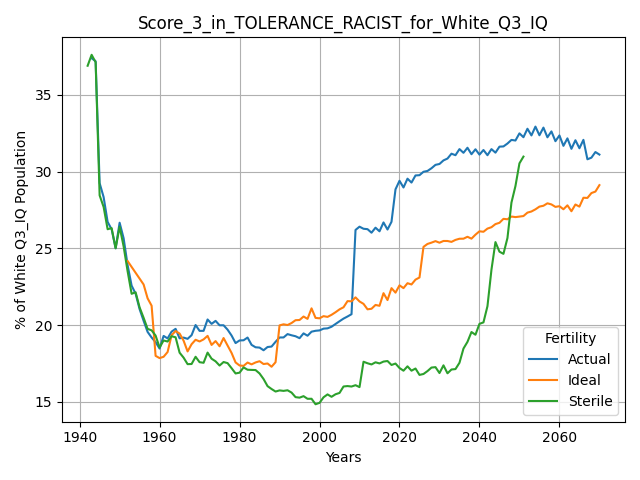 Score_3_in_TOLERANCE_RACIST_for_White_Q3_IQ
% of White Q3_IQ Population
35
30
25
20
15
1940
1960
1980
2000
2020
2040
2060
Years
Fertility
Actual
Ideal
Sterile